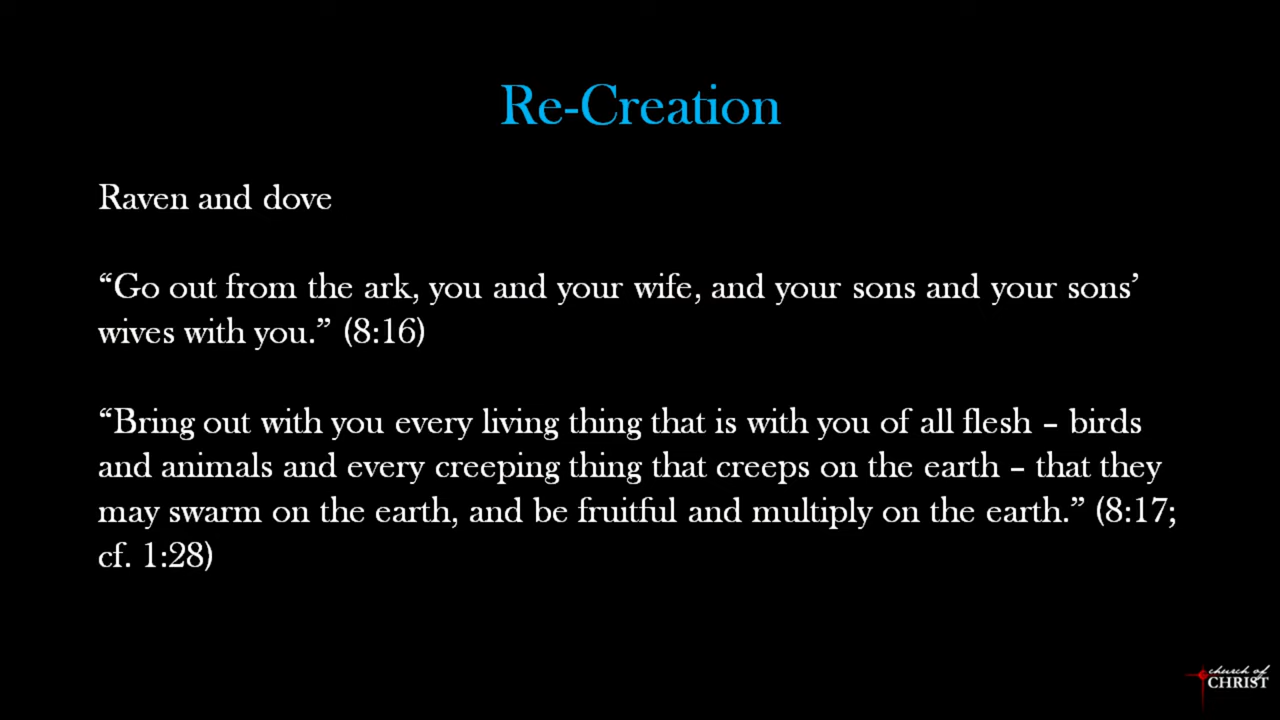 Re-Creation
Raven and dove
“Go out from the ark, you and your wife, and your sons and your sons’
wives with you.” (8:16)
“Bring out with you every living thing that is with you of all flesh – birds
and animals and every creeping thing that creeps on the earth – that they
may swarm on the earth, and be fruitful and multiply on the earth.” (8:17;
cf. 1:28)
church of
CHRIST